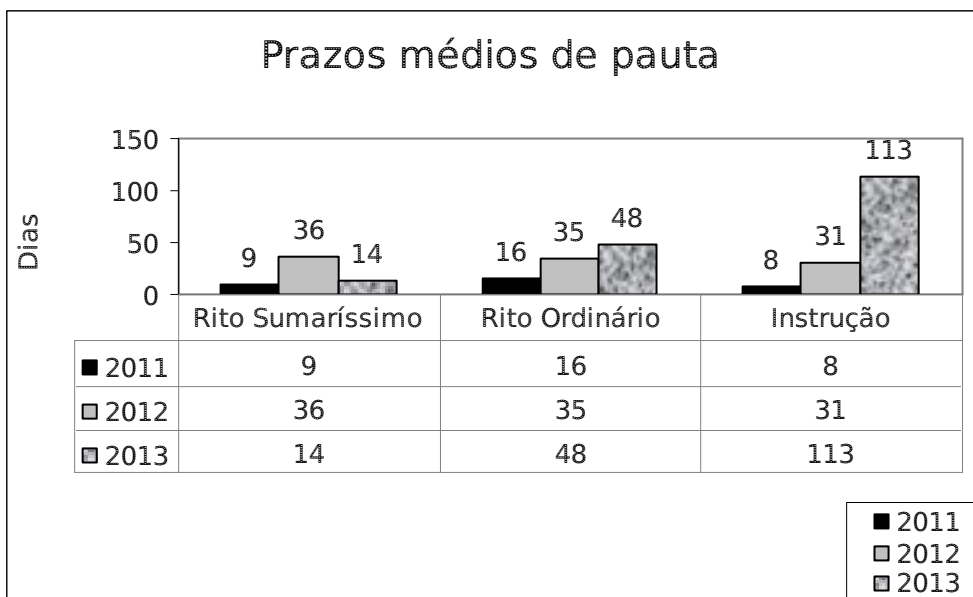 Prazos médios de pauta
Dias
150
100
50
0
9
36
14
16
35
48
8
31
113
Rito Sumaríssimo Rito Ordinário Instrução
2011 9 16 8
2012 36 35 31
2013 14 48 113
2011
2012
2013